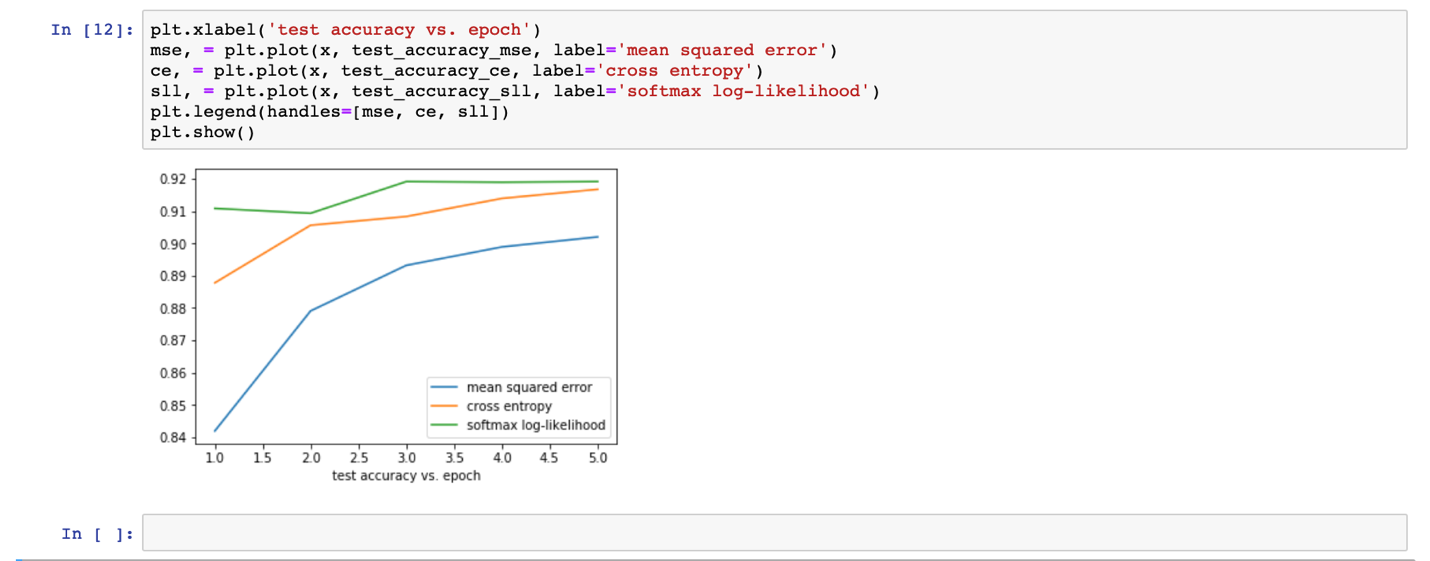 In [12]: plt.xlabel('test accuracy vs. epoch')
mse, = plt.plot(x, test_accuracy_mse, label='mean squared error')
ce, = plt.plot(x, test_accuracy_ce, label='cross entropy')
sll, = plt.plot(x, test_accuracy_sll, label='softmax log-likelihood')
plt.legend(handles=[mse, ce, sll])
plt.show()
0.92
0.91
0.90
0.89
0.88
0.87
0.86
0.85
0.84
mean squared error
cross entropy
softmax log-likelihood
1.0 1.5 2.0 2.5 3.0 3.5 4.0 4.5 5.0
test accuracy vs. epoch
In [ ]: